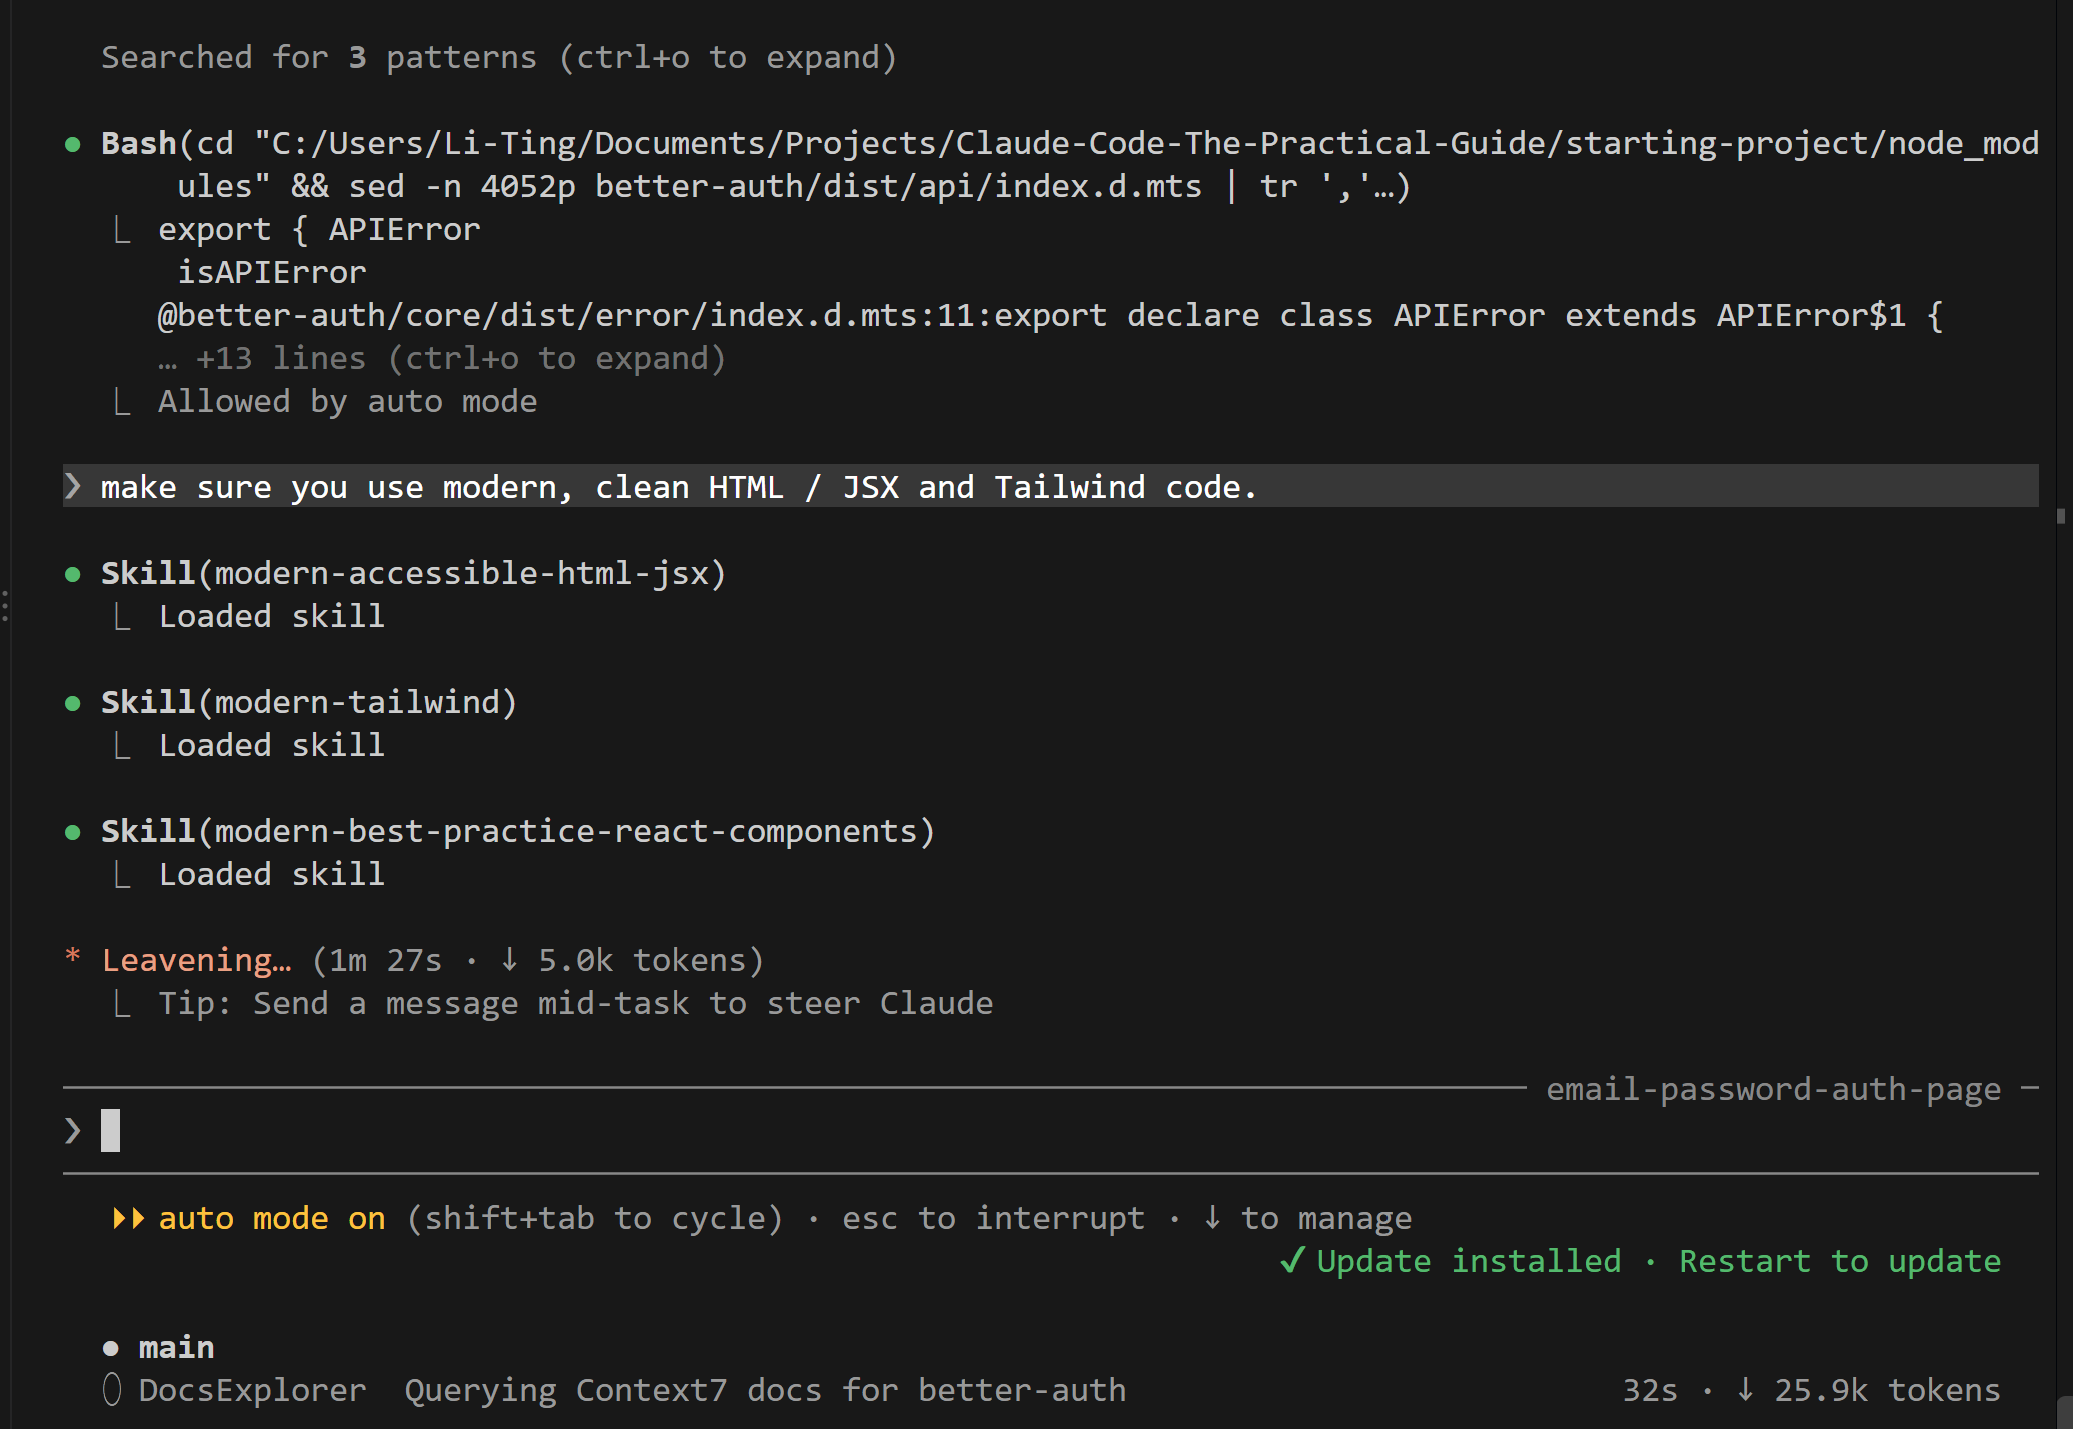 Searched for 3 patterns (ctrl+o to expand)
● Bash(cd "C:/Users/Li-Ting/Documents/Projects/Claude-Code-The-Practical-Guide/starting-project/node_mod
ules" && sed -n 4052p better-auth/dist/api/index.d.mts | tr ','…)
⎿ export { APIError
isAPIError
@better-auth/core/dist/error/index.d.mts:11:export declare class APIError extends APIError$1 {
… +13 lines (ctrl+o to expand)
⎿ Allowed by auto mode
❯ make sure you use modern, clean HTML / JSX and Tailwind code.
● Skill(modern-accessible-html-jsx)
⎿ Loaded skill
● Skill(modern-tailwind)
⎿ Loaded skill
● Skill(modern-best-practice-react-components)
⎿ Loaded skill
* Leavening… (1m 27s · ↓ 5.0k tokens)
⎿ Tip: Send a message mid-task to steer Claude
email-password-auth-page
❯
⏵⏵ auto mode on (shift+tab to cycle) · esc to interrupt · ↓ to manage
✓ Update installed · Restart to update
● main
◯ DocsExplorer Querying Context7 docs for better-auth 32s · ↓ 25.9k tokens